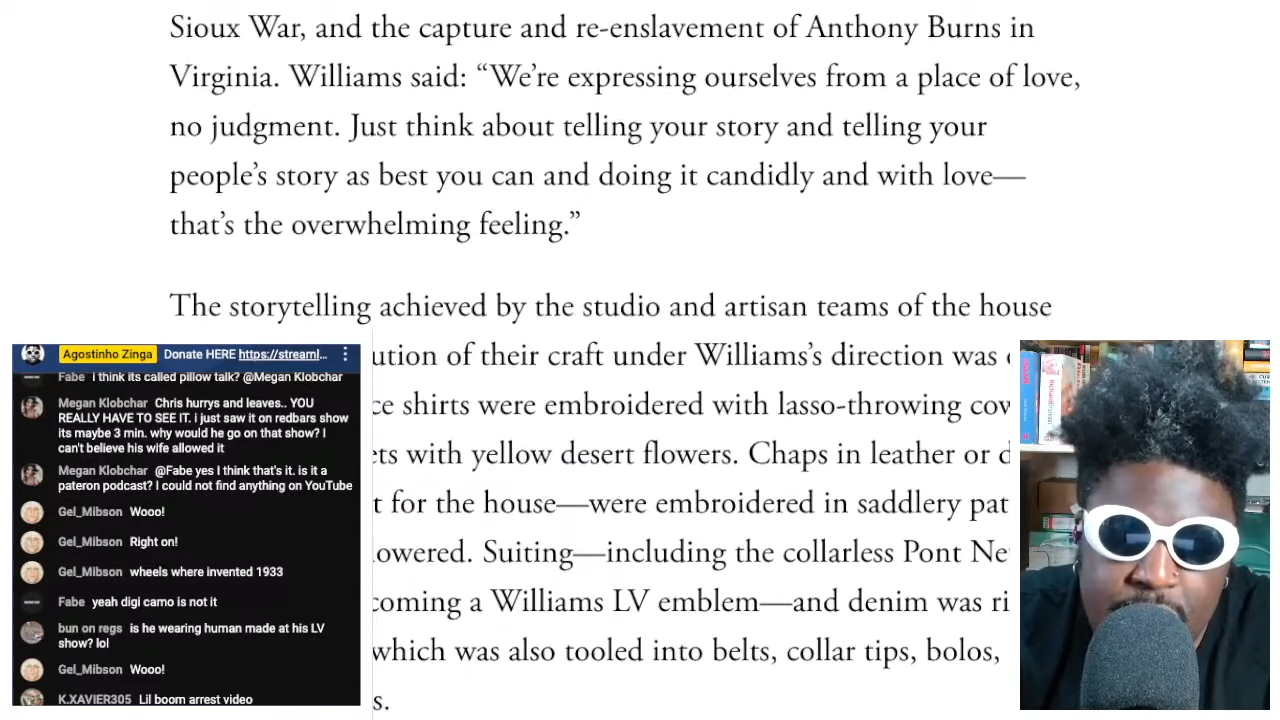 Sioux War, and the capture and re-enslavement of Anthony Burns in
Virginia. Williams said: “We’re expressing ourselves from a place of love,
no judgment. Just think about telling your story and telling your
people’s story as best you can and doing it candidly and with love—
that’s the overwhelming feeling.”
The storytelling achieved by the studio and artisan teams of the house
ution of their craft under Williams’s direction was
ce shirts were embroidered with lasso-throwing cow
ets with yellow desert flowers. Chaps in leather or d
t for the house—were embroidered in saddlery pat
owered. Suiting—including the collarless Pont Ne
coming a Williams LV emblem—and denim was ri
which was also tooled into belts, collar tips, bolos,
s.
Agostinho Zinga Donate HERE https://streaml...
Fabe i think its called pillow talk? @Megan Klobchar
Megan Klobchar Chris hurrys and leaves.. YOU
REALLY HAVE TO SEE IT. i just saw it on redbars show
its maybe 3 min. why would he go on that show? I
can't believe his wife allowed it
Megan Klobchar @Fabe yes I think that's it. is it a
pateron podcast? I could not find anything on YouTube
Gel_Mibson Wooo!
Gel_Mibson Right on!
Gel_Mibson wheels where invented 1933
Fabe yeah digi camo is not it
bun on regs is he wearing human made at his LV
show? lol
Gel_Mibson Wooo!
K.XAVIER305 Lil boom arrest video